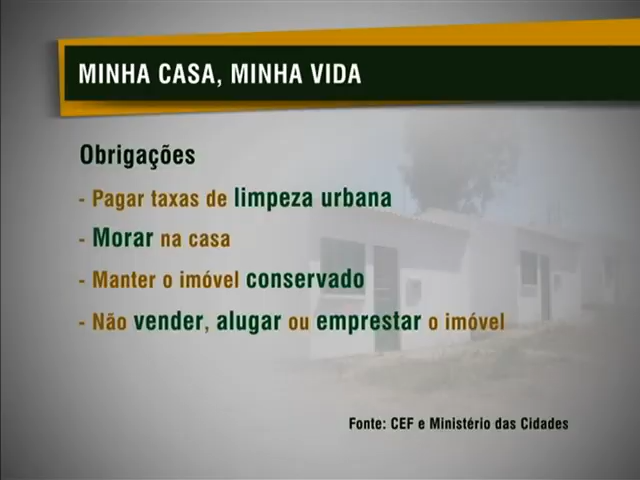 MINHA CASA, MINHA VIDA
Obrigações
- Pagar taxas de limpeza urbana
- Morar na casa
- Manter o imóvel conservado
- Não vender, alugar ou emprestar o imóvel
Fonte: CEF e Ministério das Cidades